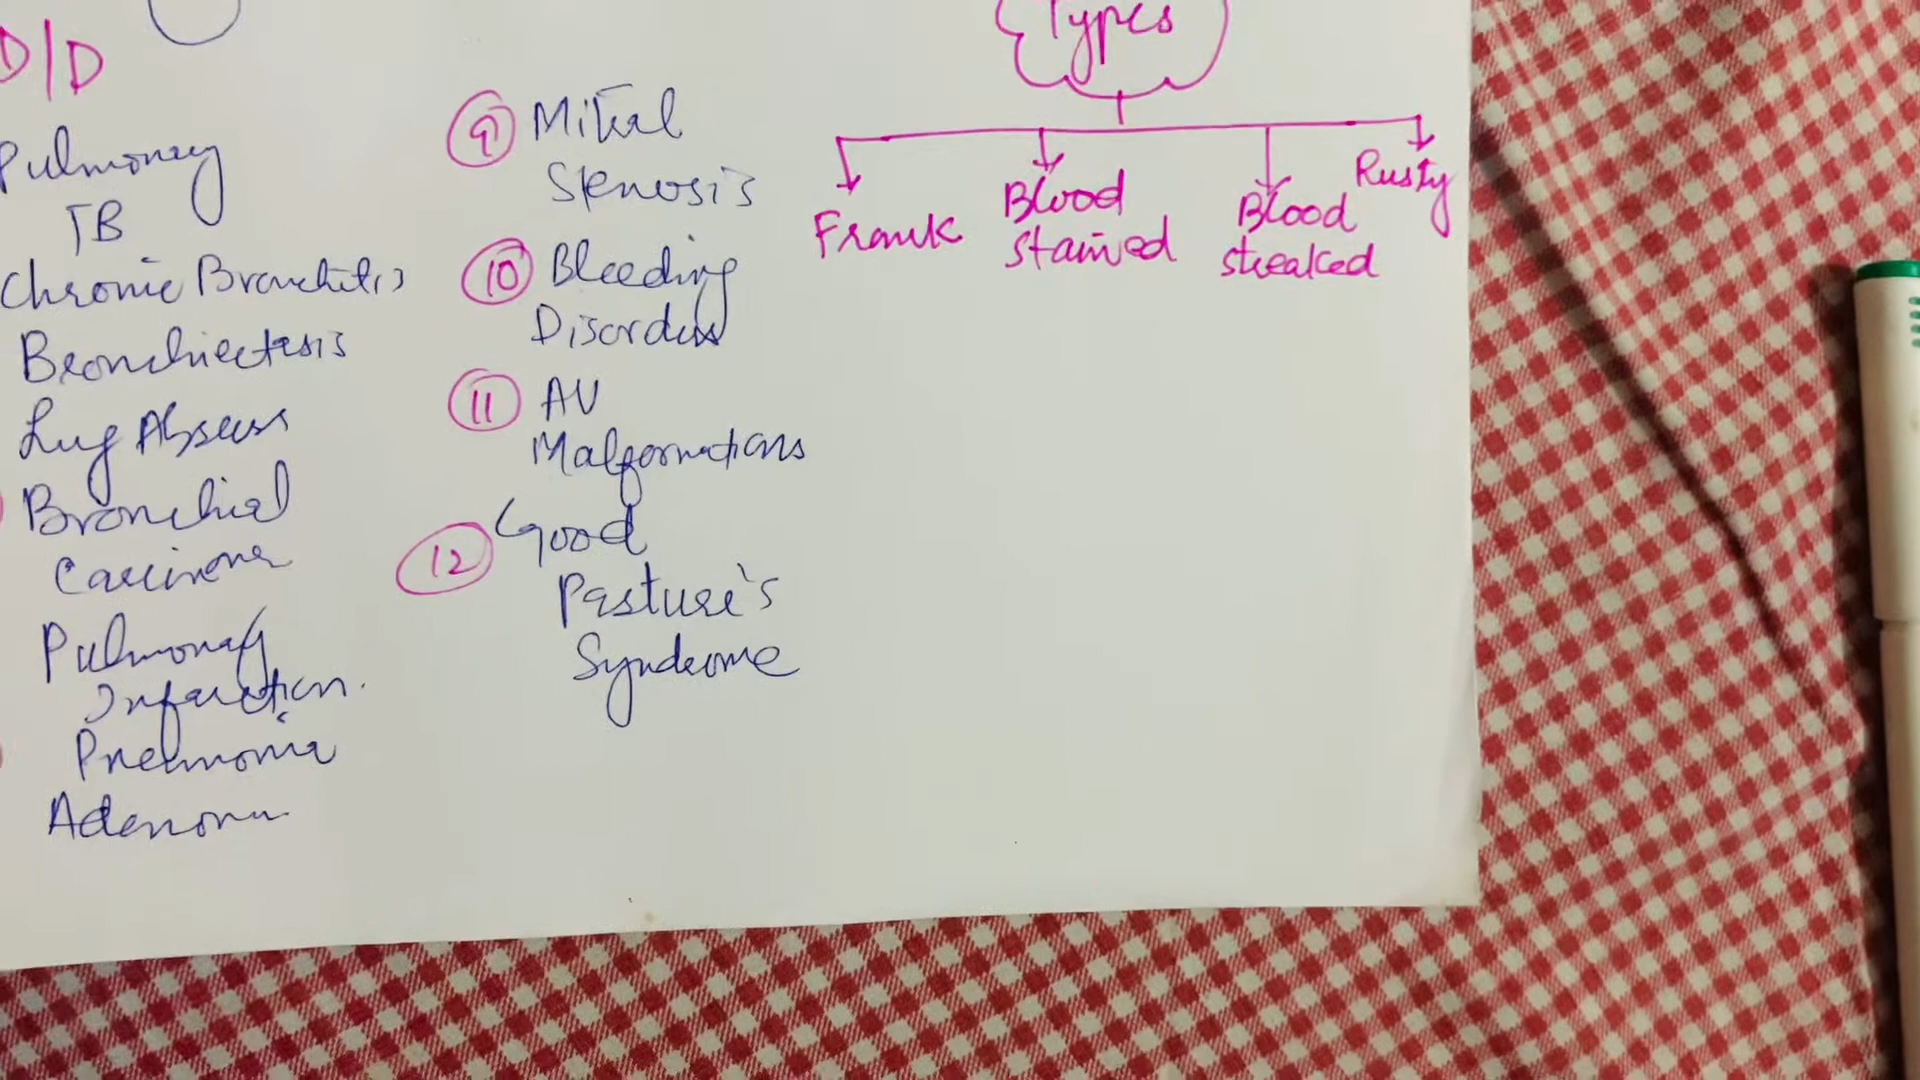 D/D
Pulmonary
TB
Chronic Bronchitis
Bronchiectasis
Lung Abscess
Bronchial
Carcinoma
Pulmonary
Infarction.
Pneumonia
Adenoma
9 Mitral
Stenosis
10 Bleeding
Disorders
11 AV
Malformations
12 Good
Pasture's
Syndrome
Types
Frank
Blood
stained
Blood
streaked
Rusty